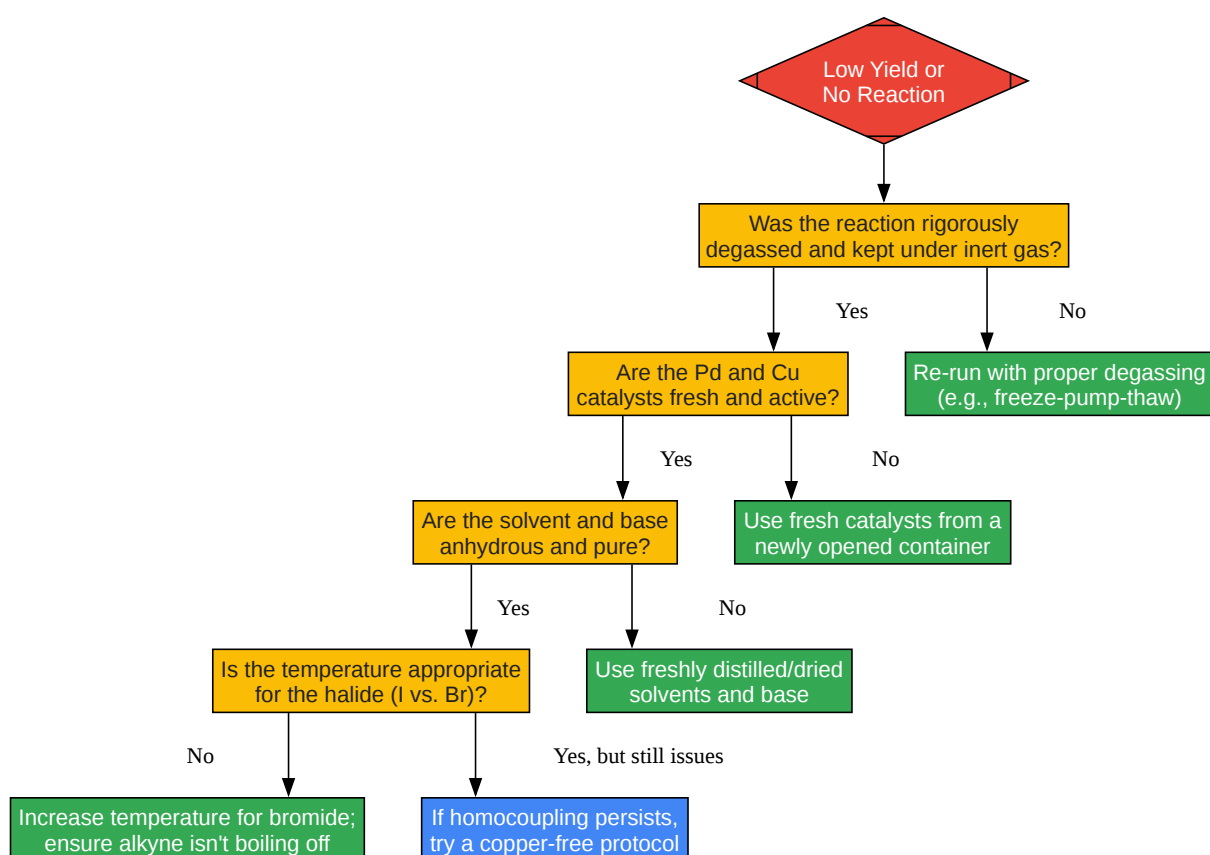 Low Yield or
No Reaction
Was the reaction rigorously
degassed and kept under inert gas?
Yes
No
Are the Pd and Cu
catalysts fresh and active?
Re-run with proper degassing
(e.g., freeze-pump-thaw)
Yes
No
Are the solvent and base
anhydrous and pure?
Use fresh catalysts from a
newly opened container
Yes
No
Is the temperature appropriate
for the halide (I vs. Br)?
Use freshly distilled/dried
solvents and base
No
Yes, but still issues
Increase temperature for bromide;
ensure alkyne isn't boiling off
If homocoupling persists,
try a copper-free protocol